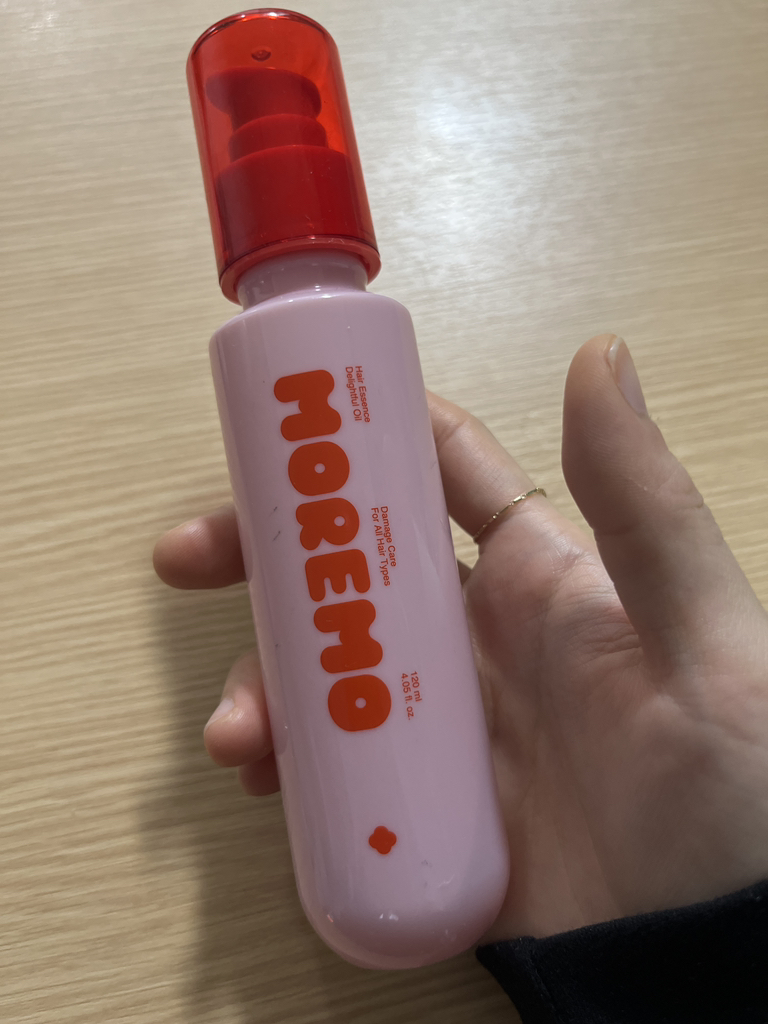 MOREMO
Hair Essence
Delightful Oil
Damage Care
For All Hair Types
120 ml
4.05 fl. oz.